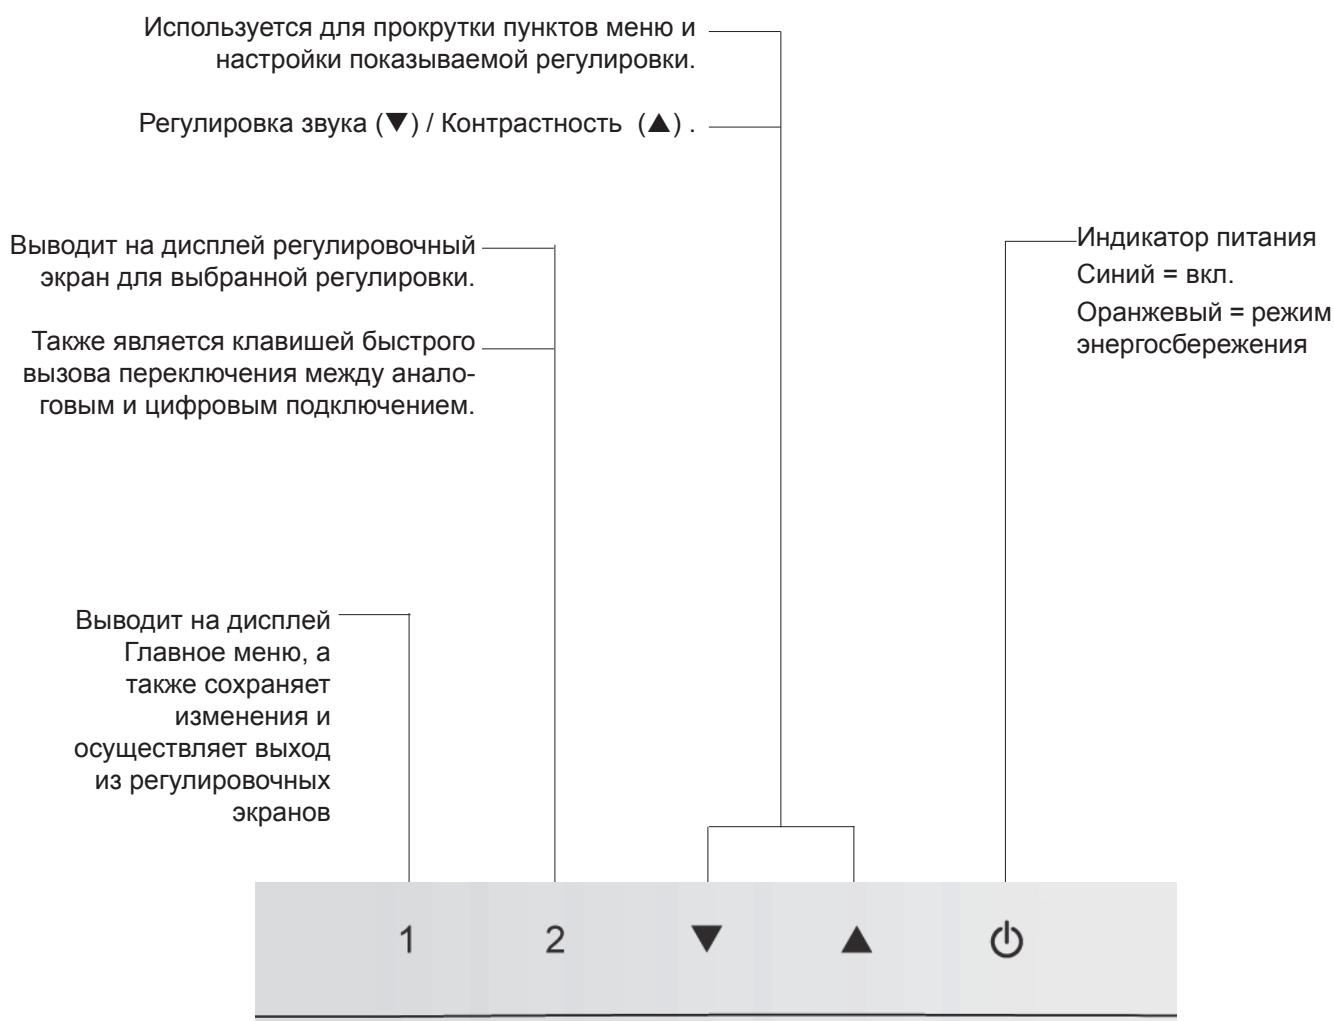 Используется для прокрутки пунктов меню и
настройки показываемой регулировки.
Регулировка звука (▼) / Контрастность (▲) .
Выводит на дисплей регулировочный
экран для выбранной регулировки.
Также является клавишей быстрого
вызова переключения между анало-
говым и цифровым подключением.
Индикатор питания
Синий = вкл.
Оранжевый = режим
энергосбережения
Выводит на дисплей
Главное меню, а
также сохраняет
изменения и
осуществляет выход
из регулировочных
экранов
1 2 ▼ ▲ ⏻